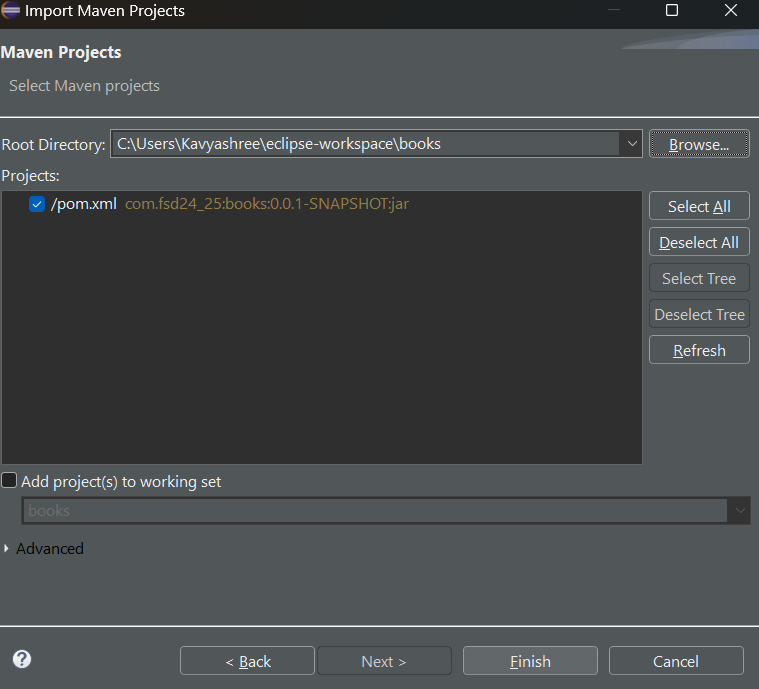 Import Maven Projects
Maven Projects
Select Maven projects
Root Directory: C:\Users\Kavyashree\eclipse-workspace\books Browse...
Projects:
/pom.xml com.fsd24_25:books:0.0.1-SNAPSHOT:jar
Select All
Deselect All
Select Tree
Deselect Tree
Refresh
Add project(s) to working set
books
Advanced
? < Back Next > Finish Cancel